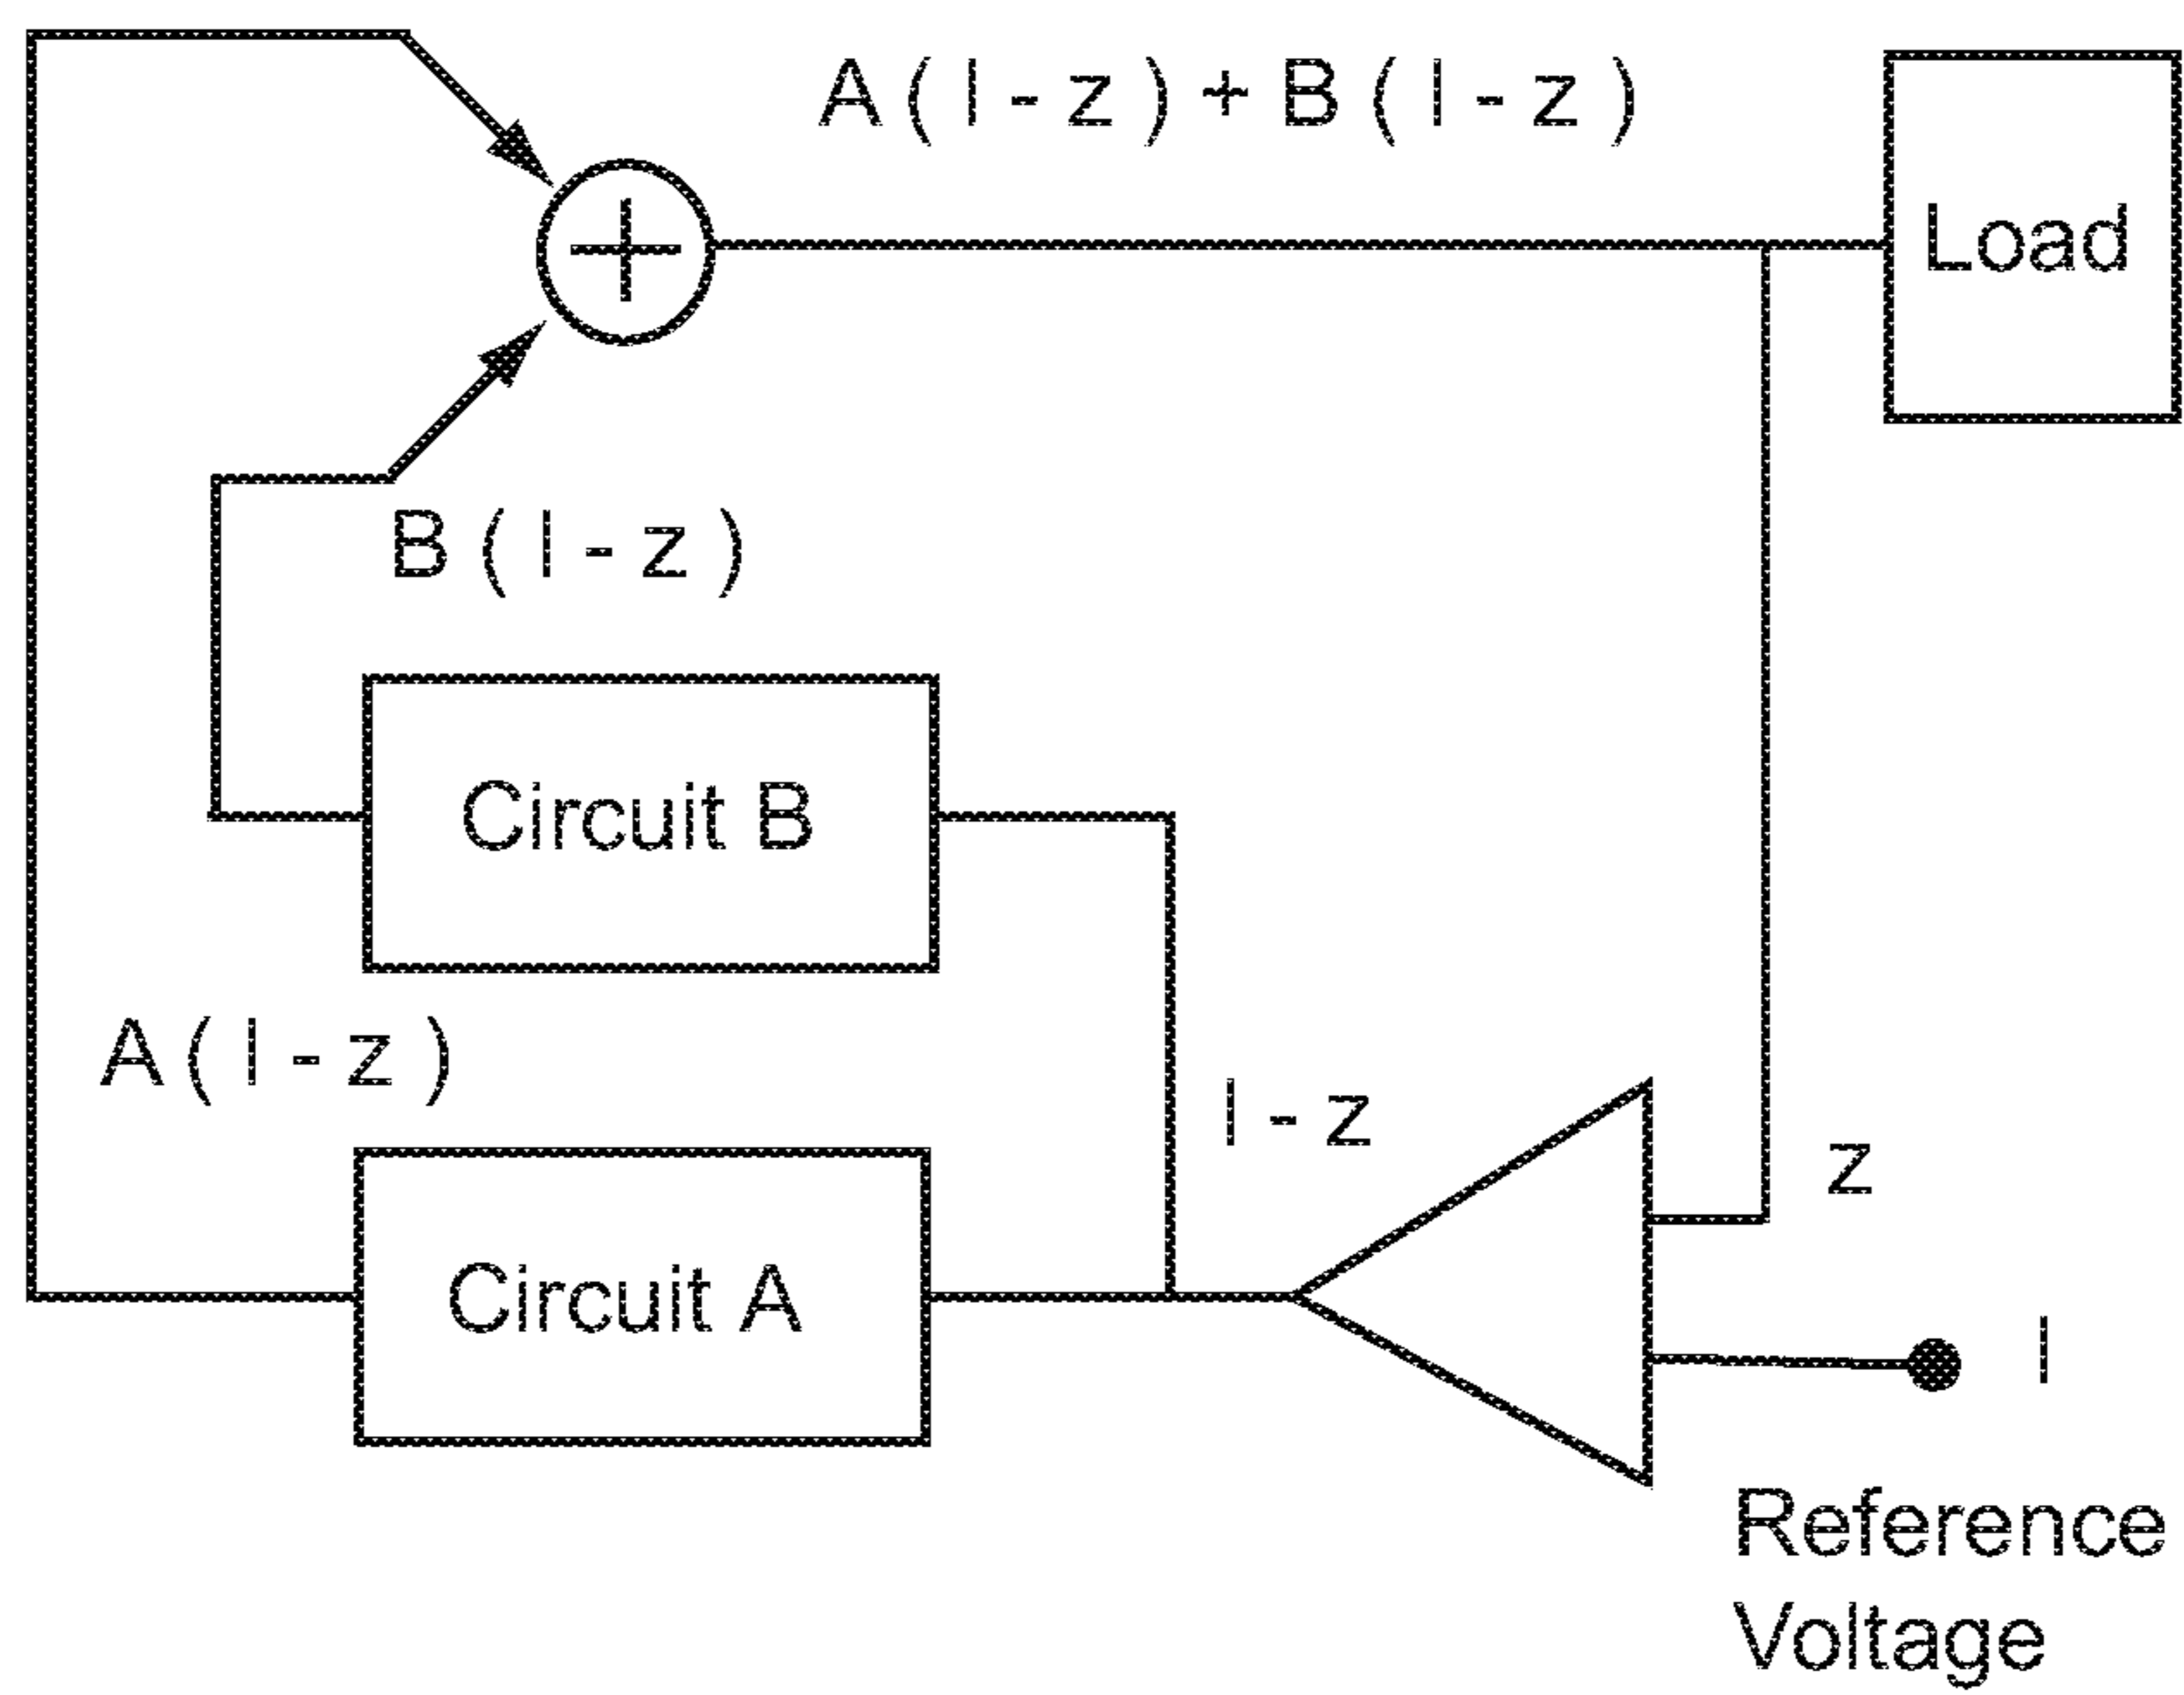 A ( I - z ) + B ( I - z )
Load
B ( I - z )
Circuit B
A ( I - z )
I - z
z
Circuit A
I
Reference
Voltage